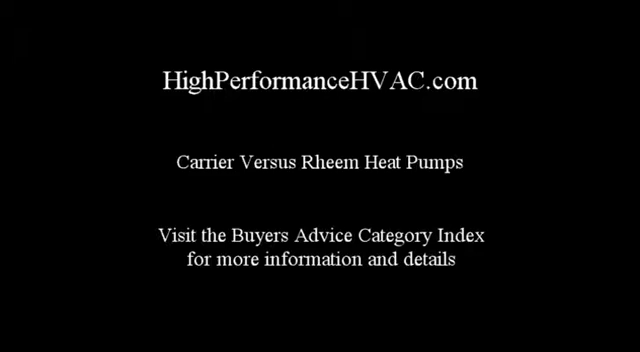 HighPerformanceHVAC.com
Carrier Versus Rheem Heat Pumps
Visit the Buyers Advice Category Index
for more information and details